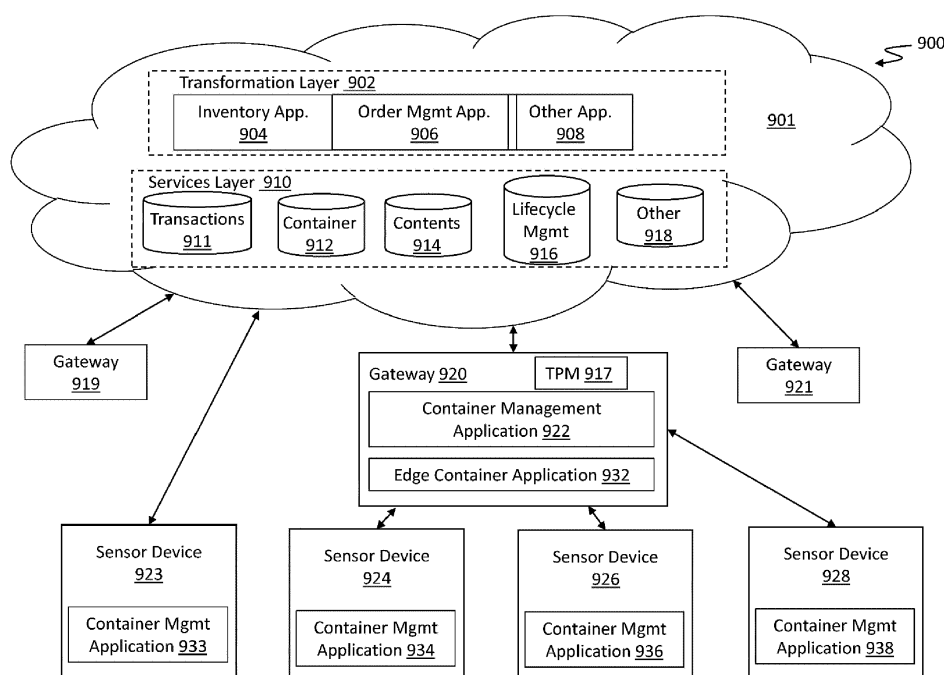 900
Transformation Layer 902
Inventory App.
904
Order Mgmt App.
906
Other App.
908
901
Services Layer 910
Transactions
911
Container
912
Contents
914
Lifecycle
Mgmt
916
Other
918
Gateway
919
Gateway 920
TPM 917
Container Management
Application 922
Edge Container Application 932
Gateway
921
Sensor Device
923
Container Mgmt
Application 933
Sensor Device
924
Container Mgmt
Application 934
Sensor Device
926
Container Mgmt
Application 936
Sensor Device
928
Container Mgmt
Application 938